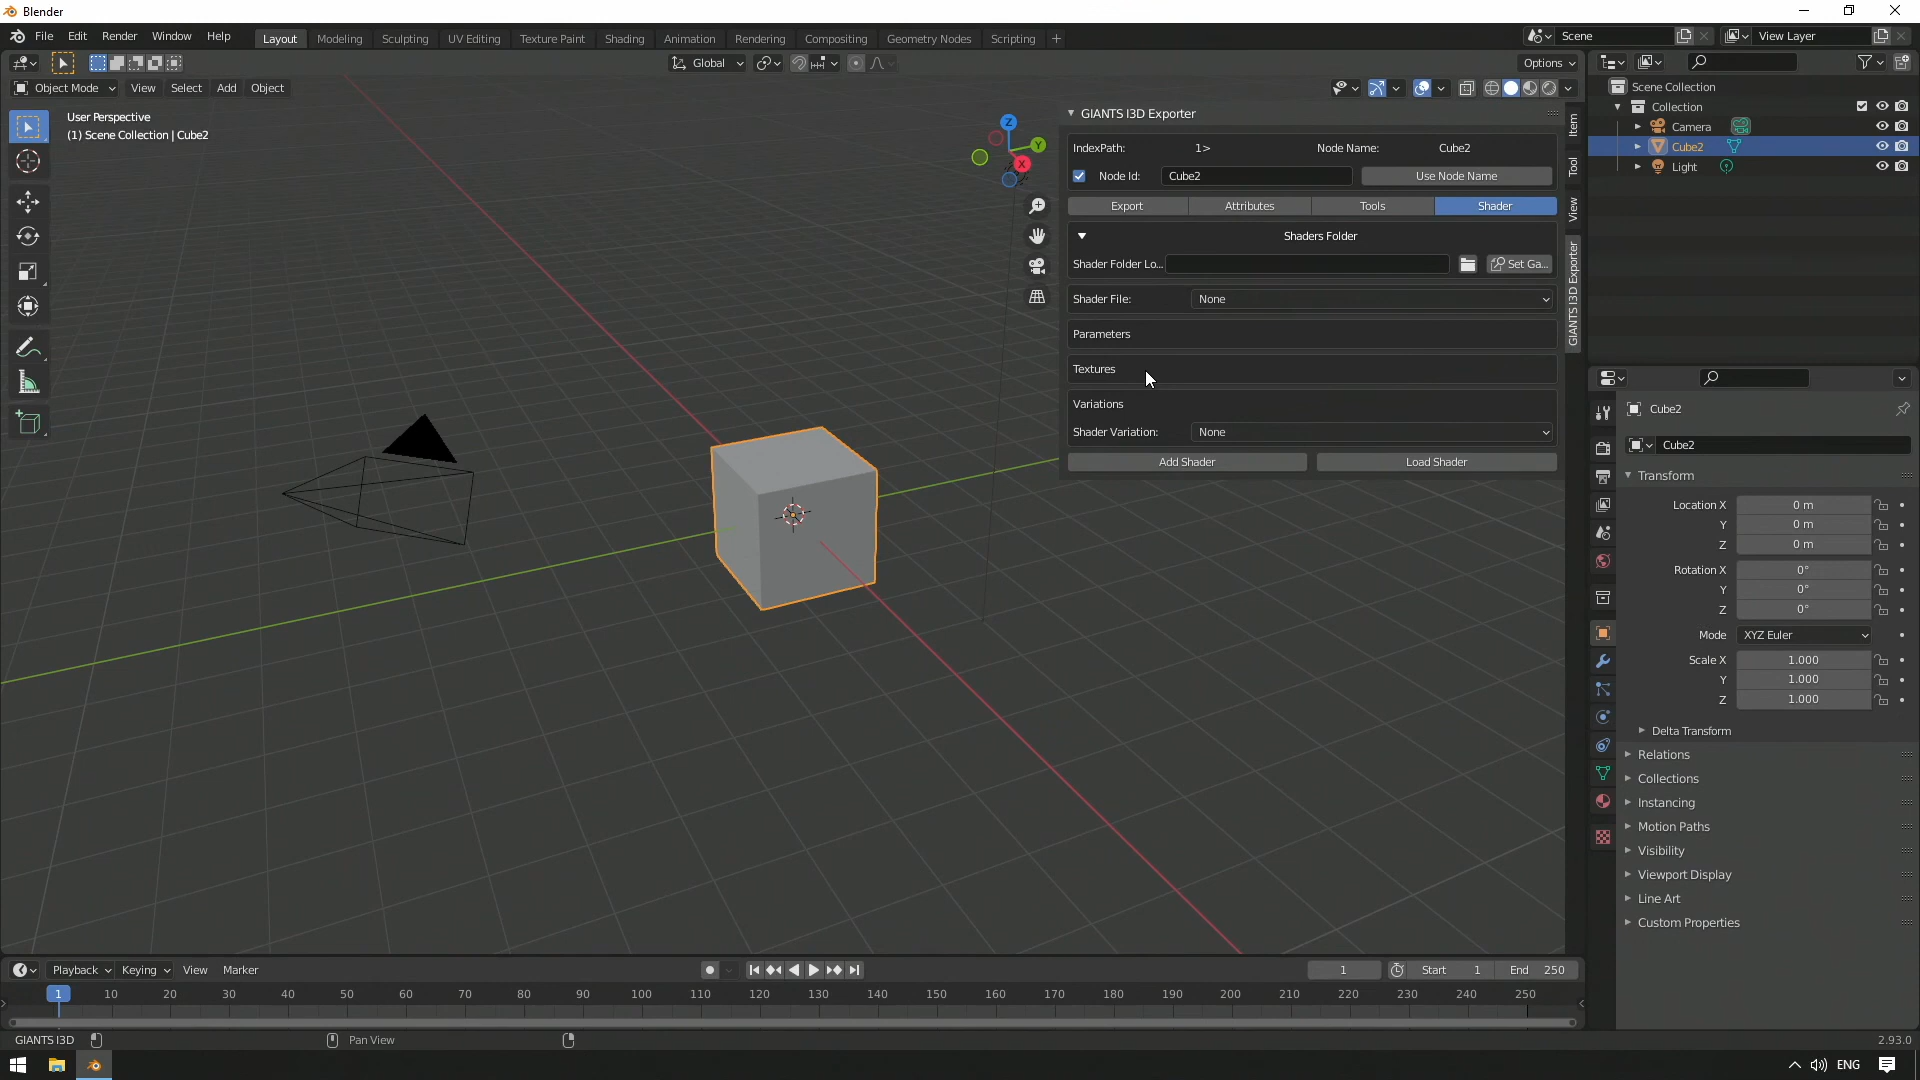 Blender
File Edit Render Window Help Layout Modeling Sculpting UV Editing Texture Paint Shading Animation Rendering Compositing Geometry Nodes Scripting + Scene View Layer
Global Options
Object Mode View Select Add Object
User Perspective
(1) Scene Collection | Cube2
Z
Y
X
GIANTS I3D Exporter
IndexPath: 1> Node Name: Cube2
Node Id: Cube2 Use Node Name
Export Attributes Tools Shader
Shaders Folder
Shader Folder Lo... Set Ga...
Shader File: None
Parameters
Textures
Variations
Shader Variation: None
Add Shader Load Shader
Item
Tool
View
GIANTS I3D Exporter
Scene Collection
Collection
Camera
Cube2
Light
Cube2
Cube2
Transform
Location X 0 m
Y 0 m
Z 0 m
Rotation X 0°
Y 0°
Z 0°
Mode XYZ Euler
Scale X 1.000
Y 1.000
Z 1.000
Delta Transform
Relations
Collections
Instancing
Motion Paths
Visibility
Viewport Display
Line Art
Custom Properties
Playback Keying View Marker 1 Start 1 End 250
1 10 20 30 40 50 60 70 80 90 100 110 120 130 140 150 160 170 180 190 200 210 220 230 240 250
GIANTS I3D Pan View 2.93.0
ENG